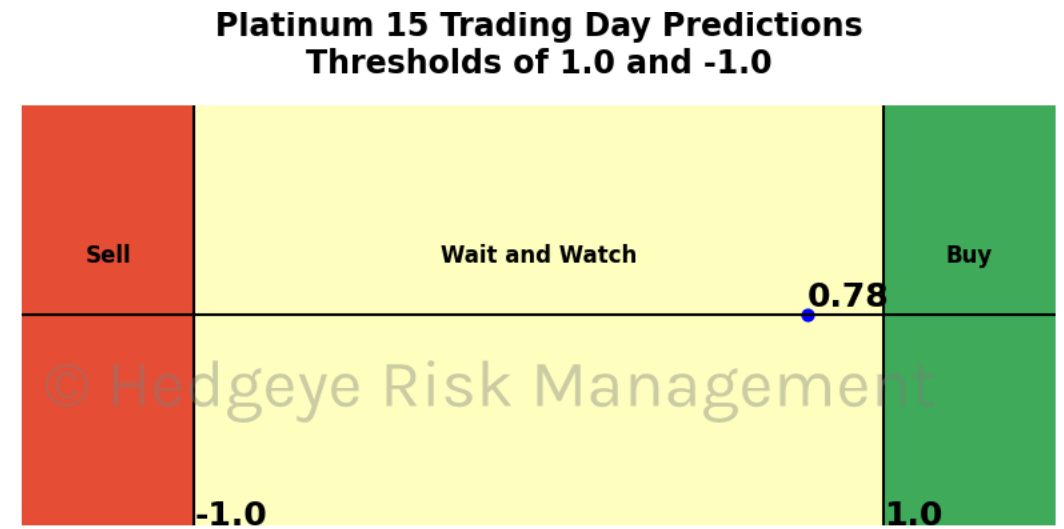 Platinum 15 Trading Day Predictions
Thresholds of 1.0 and -1.0
Sell
Wait and Watch
Buy
0.78
© Hedgeye Risk Management
-1.0
1.0